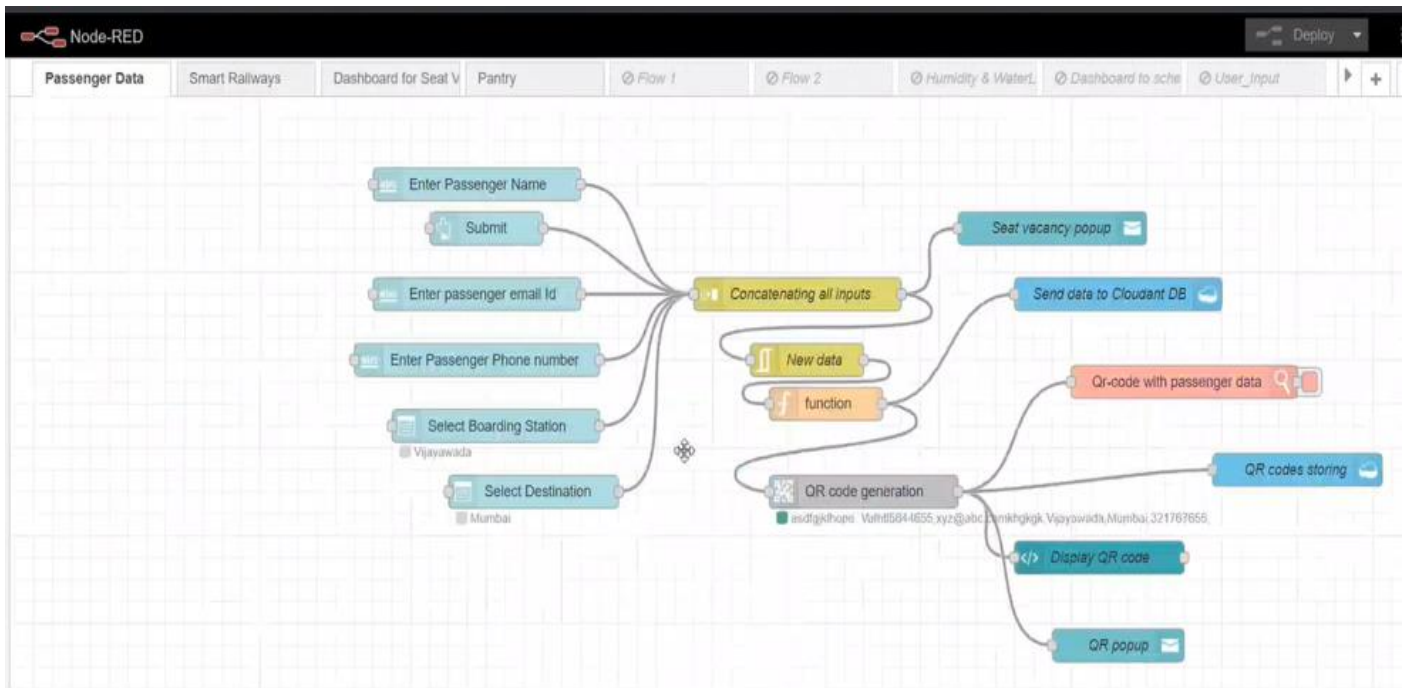 Node-RED
Deploy
Passenger Data
Smart Railways
Dashboard for Seat V
Pantry
Flow 1
Flow 2
Humidity & WaterL
Dashboard to sche
User_Input
Enter Passenger Name
Submit
Seat vacancy popup
Enter passenger email Id
Concatenating all inputs
Send data to Cloudant DB
Enter Passenger Phone number
New data
Qr-code with passenger data
function
Select Boarding Station
Vijayawada
QR codes storing
Select Destination
QR code generation
Mumbai
Vijayawada,Mumbai,321767655,
Display QR code
QR popup